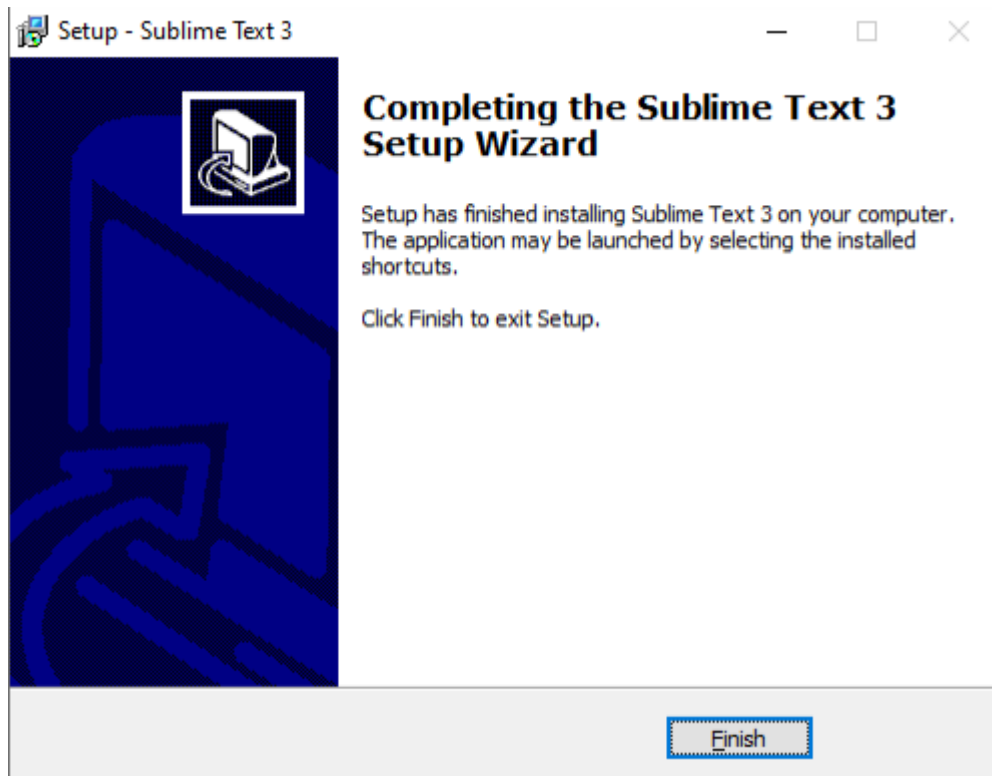 Setup - Sublime Text 3
Completing the Sublime Text 3
Setup Wizard
Setup has finished installing Sublime Text 3 on your computer.
The application may be launched by selecting the installed
shortcuts.
Click Finish to exit Setup.
Finish